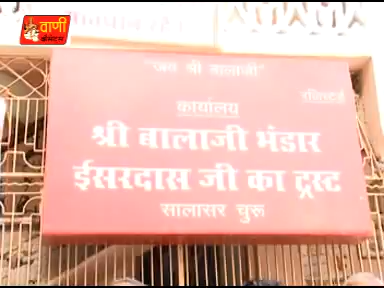 वाणी
"जय श्री बालाजी"
रजिस्टर्ड
कार्यालय
श्री बालाजी भंडार
ईसरदास जी का ट्रस्ट
सालासर चुरू